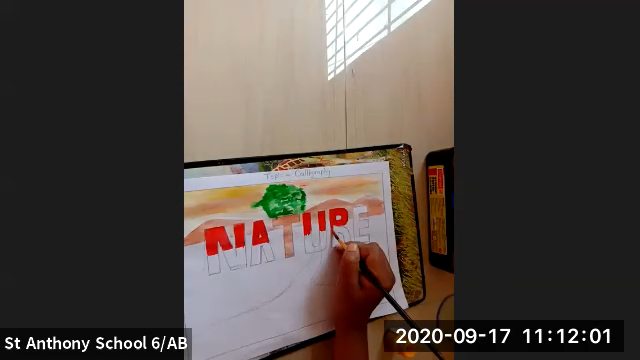 Topic - Calligraphy
NATURE
St Anthony School 6/AB
2020-09-17 11:12:01